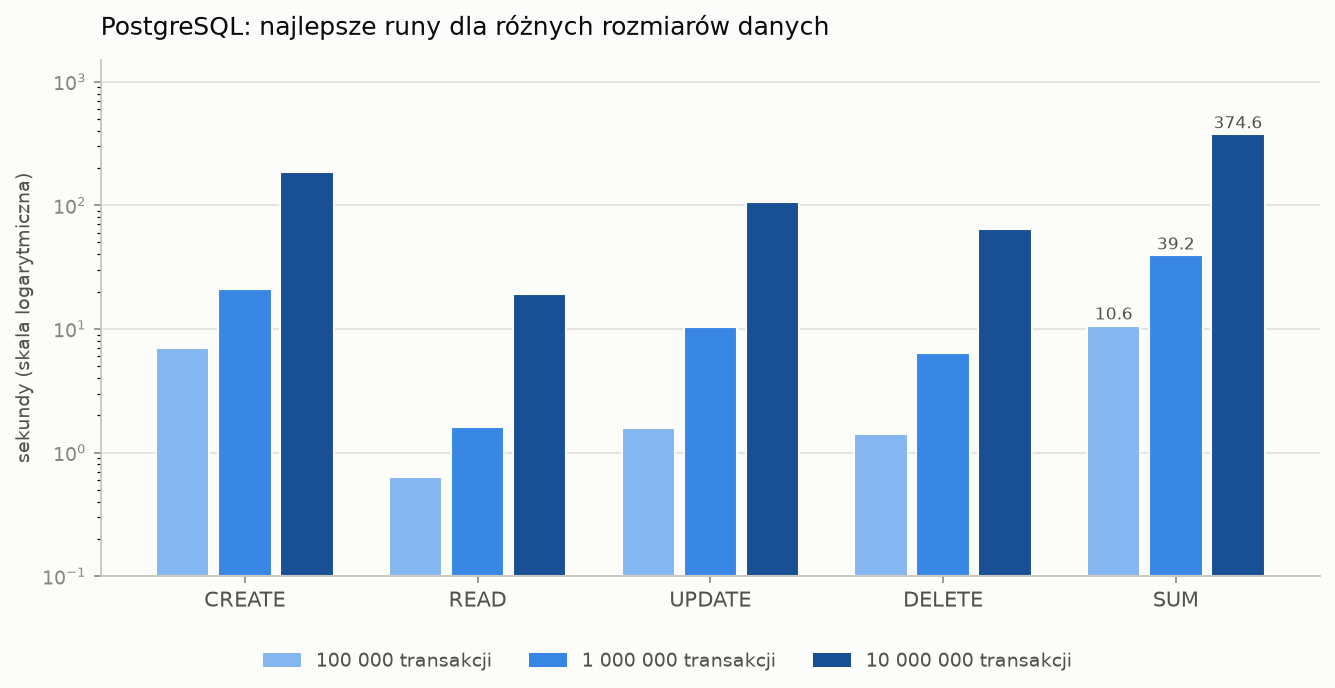 PostgreSQL: najlepsze runy dla różnych rozmiarów danych
sekundy (skala logarytmiczna)
10³
10²
10¹
10⁰
10⁻¹
10.6
39.2
374.6
CREATE
READ
UPDATE
DELETE
SUM
100 000 transakcji
1 000 000 transakcji
10 000 000 transakcji